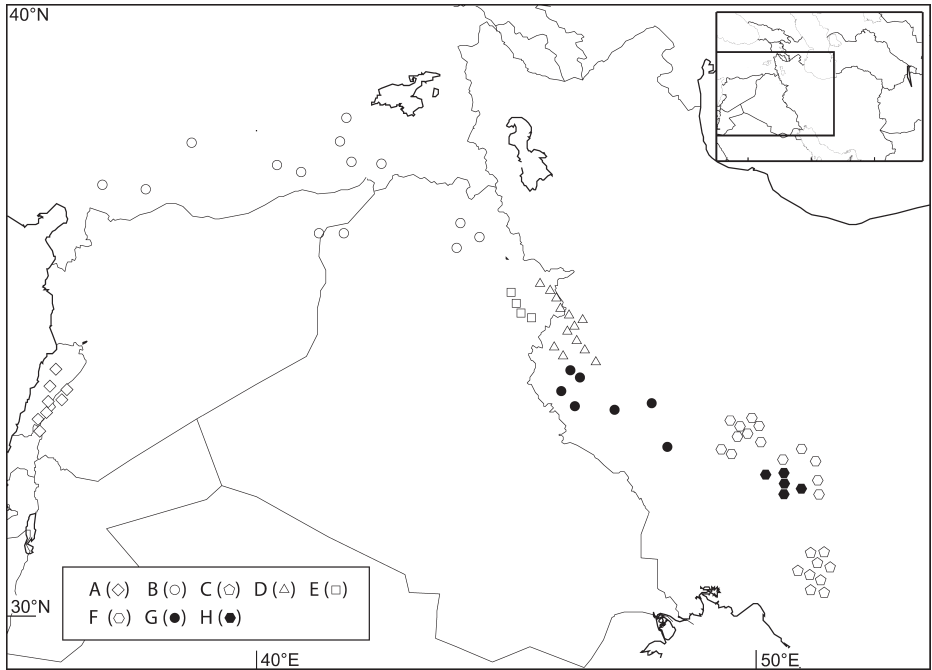 40°N
A (◇) B (○) C (⬠) D (△) E (□)
F (⬡) G (●) H (⬢)
30°N
40°E
50°E